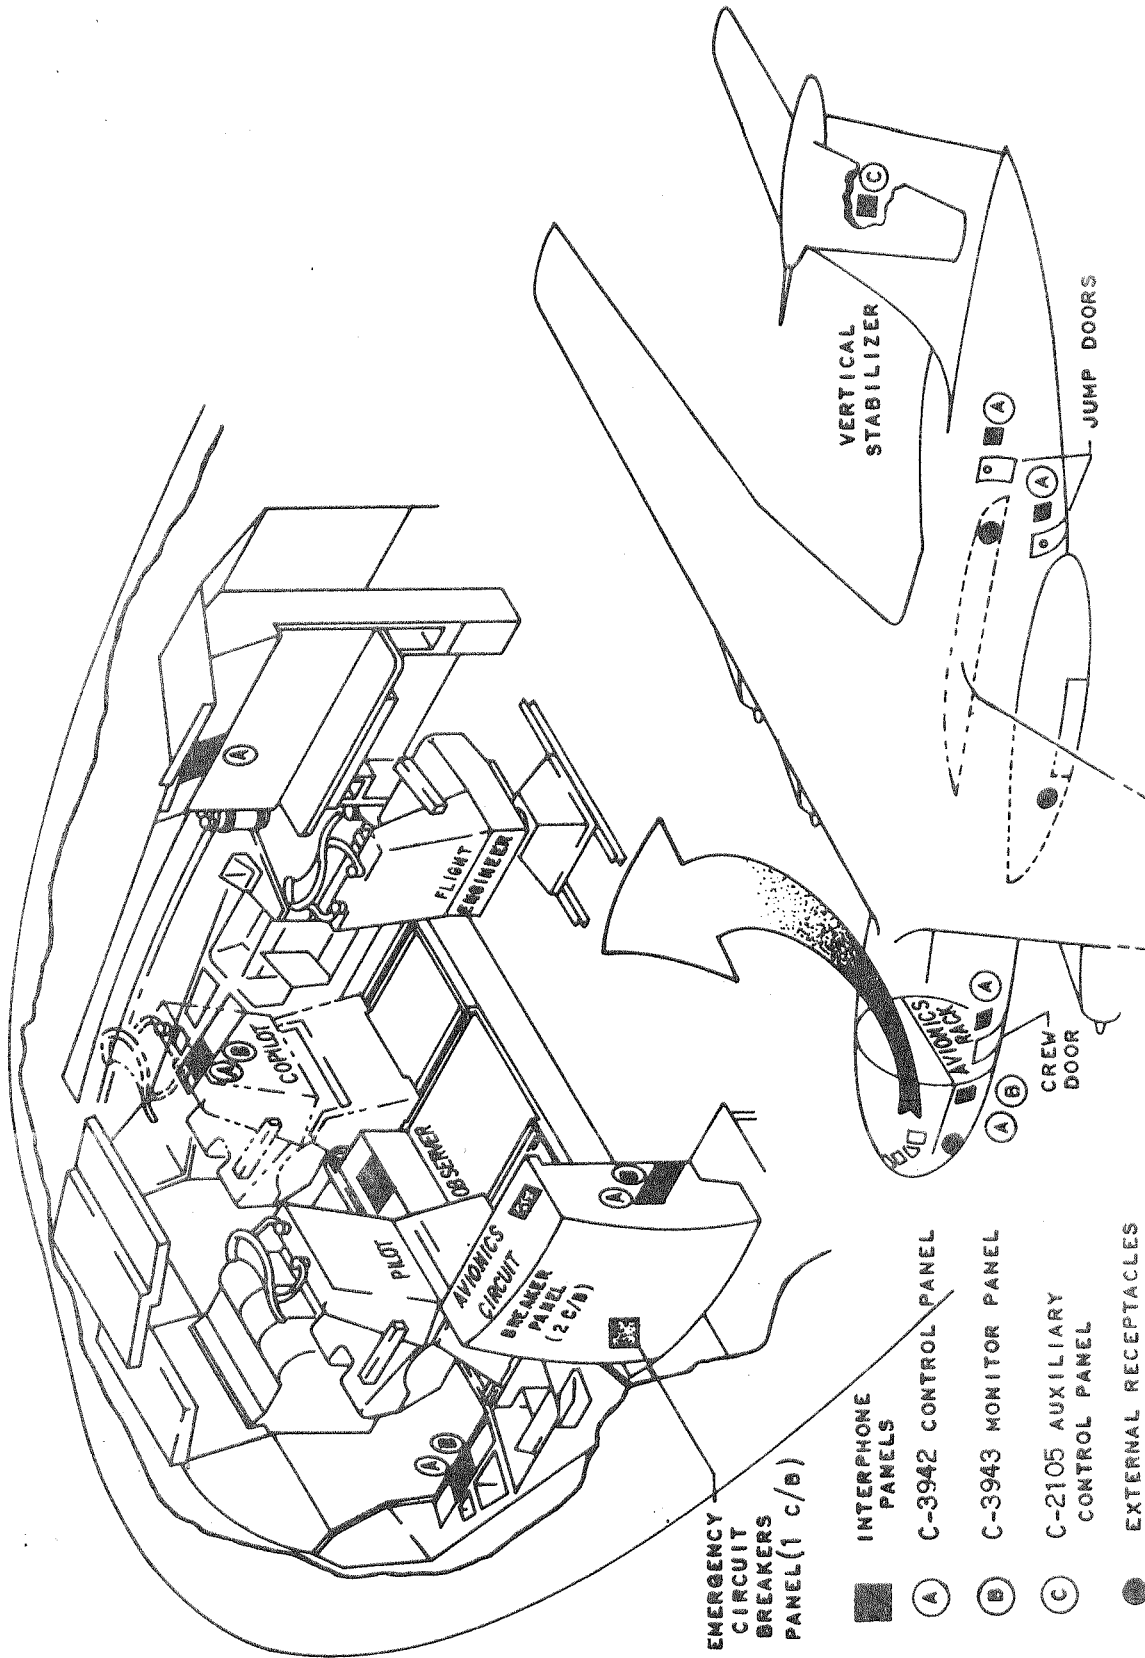 A
A
B
COPILOT
FLIGHT
ENGINEER
OBSERVER
PILOT
AVIONICS
CIRCUIT
BREAKER
PANEL
(2 C/B)
A
B
A
B
EMERGENCY
CIRCUIT
BREAKERS
PANEL(1 C/B)
INTERPHONE
PANELS
A C-3942 CONTROL PANEL
B C-3943 MONITOR PANEL
C C-2105 AUXILIARY
CONTROL PANEL
EXTERNAL RECEPTACLES
AVIONICS
RACK
A
A
B
CREW
DOOR
VERTICAL
STABILIZER
C
A
A
JUMP DOORS